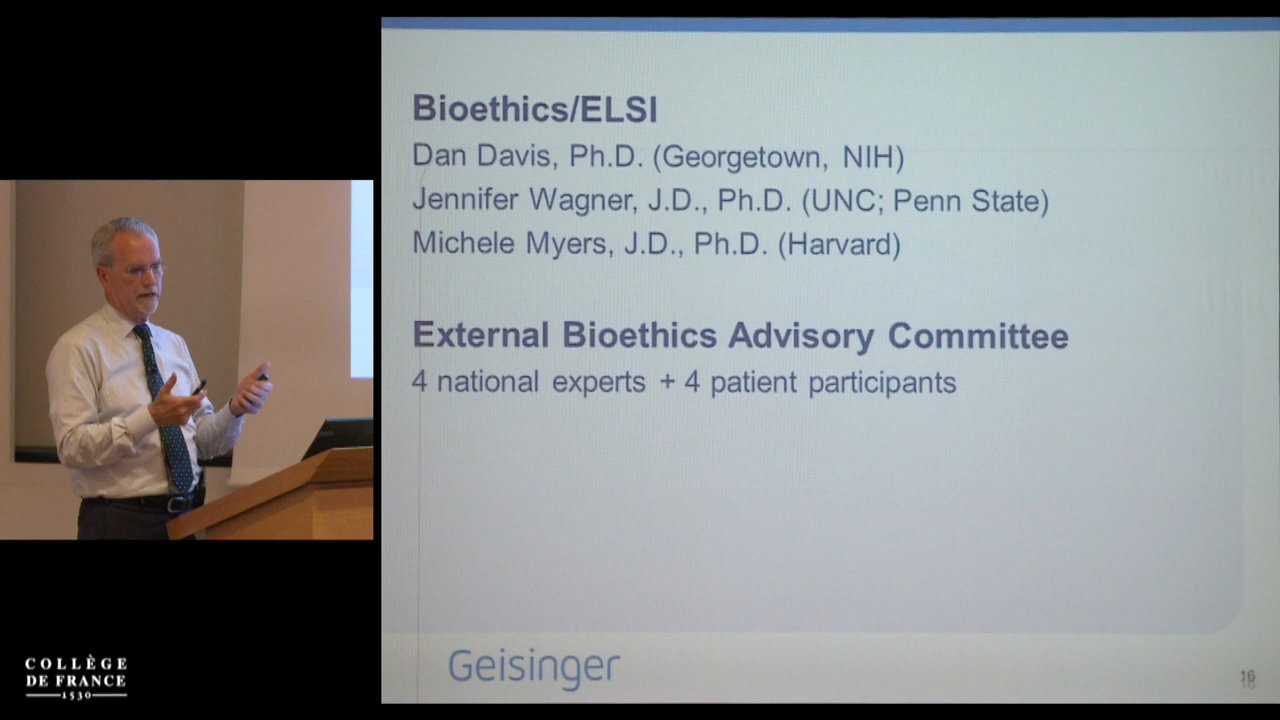 Bioethics/ELSI
Dan Davis, Ph.D. (Georgetown, NIH)
Jennifer Wagner, J.D., Ph.D. (UNC; Penn State)
Michele Myers, J.D., Ph.D. (Harvard)
External Bioethics Advisory Committee
4 national experts + 4 patient participants
Geisinger
COLLÈGE
DE FRANCE
1530